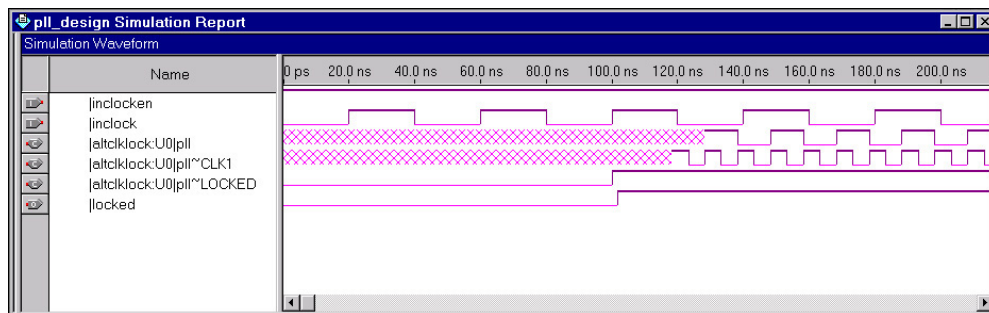 pll_design Simulation Report
Simulation Waveform
Name 0 ps 20.0 ns 40.0 ns 60.0 ns 80.0 ns 100.0 ns 120.0 ns 140.0 ns 160.0 ns 180.0 ns 200.0 ns
|inclocken
|inclock
|altclklock:U0|pll
|altclklock:U0|pll~CLK1
|altclklock:U0|pll~LOCKED
|locked